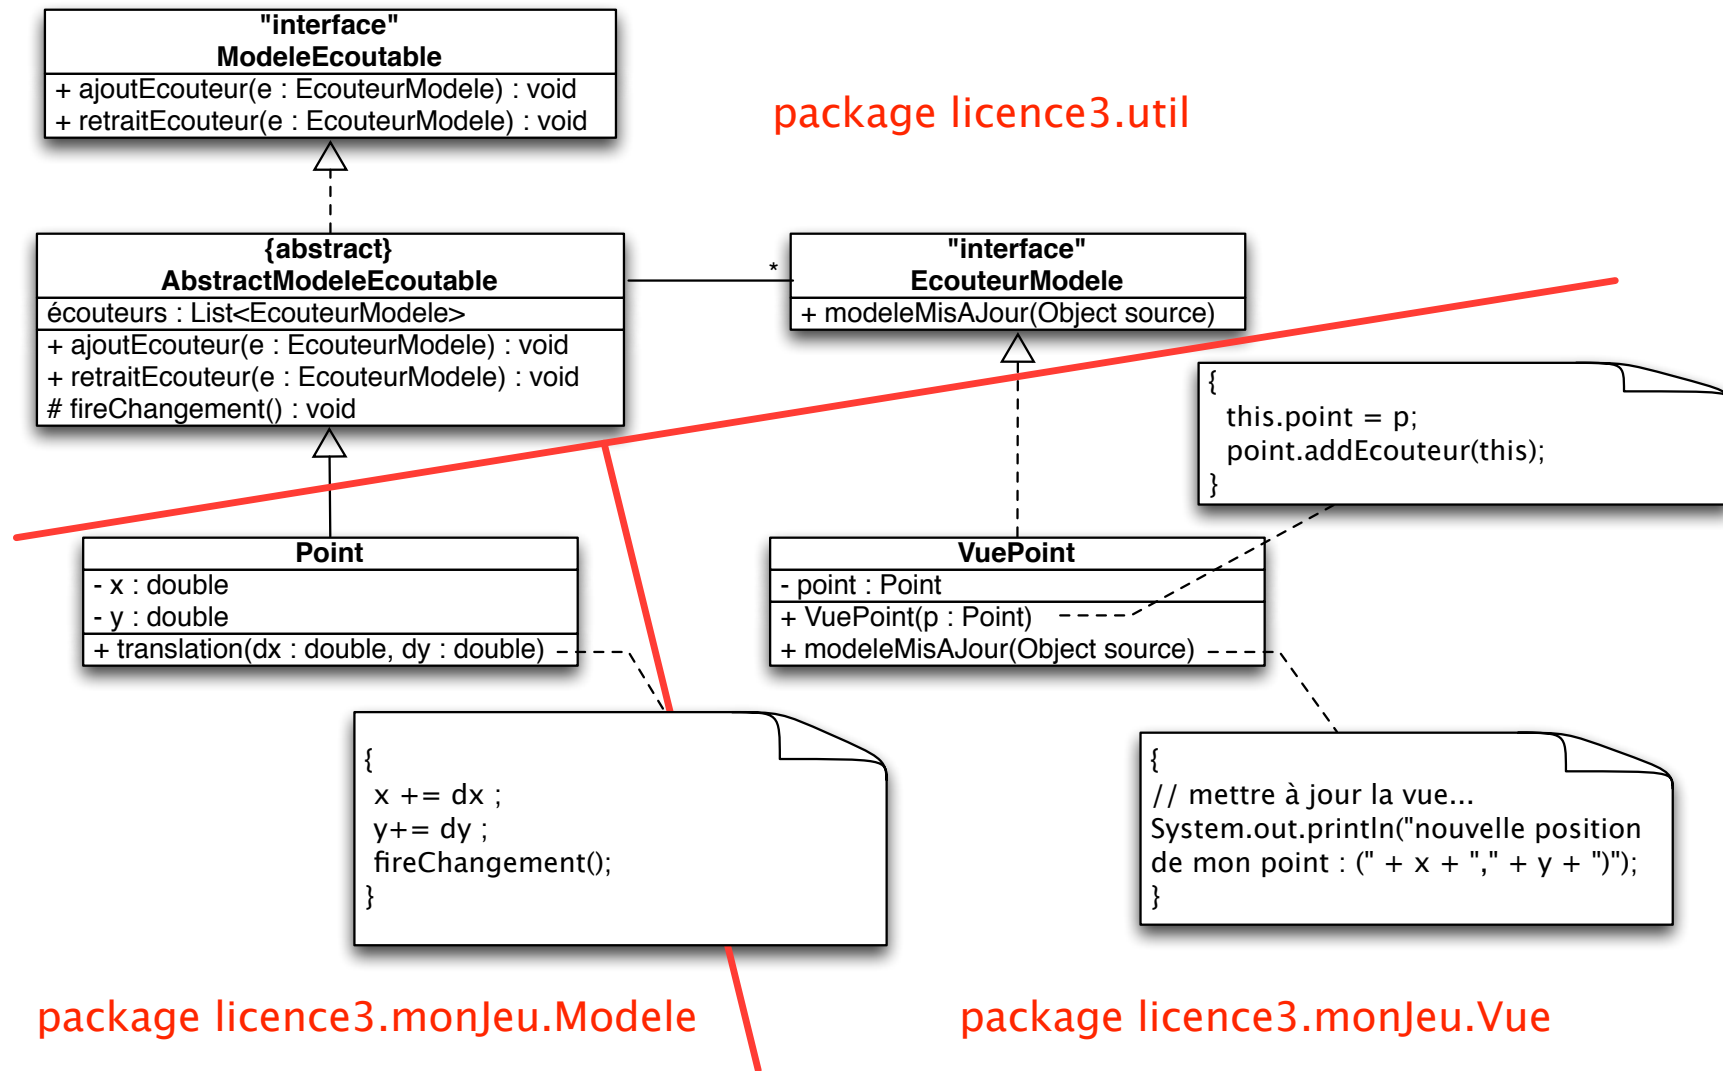 "interface"
ModeleEcoutable
+ ajoutEcouteur(e : EcouteurModele) : void
+ retraitEcouteur(e : EcouteurModele) : void
package licence3.util
{abstract}
AbstractModeleEcoutable
écouteurs : List<EcouteurModele>
+ ajoutEcouteur(e : EcouteurModele) : void
+ retraitEcouteur(e : EcouteurModele) : void
# fireChangement() : void
*
"interface"
EcouteurModele
+ modeleMisAJour(Object source)
{
this.point = p;
point.addEcouteur(this);
}
Point
- x : double
- y : double
+ translation(dx : double, dy : double)
VuePoint
- point : Point
+ VuePoint(p : Point)
+ modeleMisAJour(Object source)
{
x += dx ;
y+= dy ;
fireChangement();
}
{
// mettre à jour la vue...
System.out.println("nouvelle position
de mon point : (" + x + "," + y + ")");
}
package licence3.monJeu.Modele
package licence3.monJeu.Vue